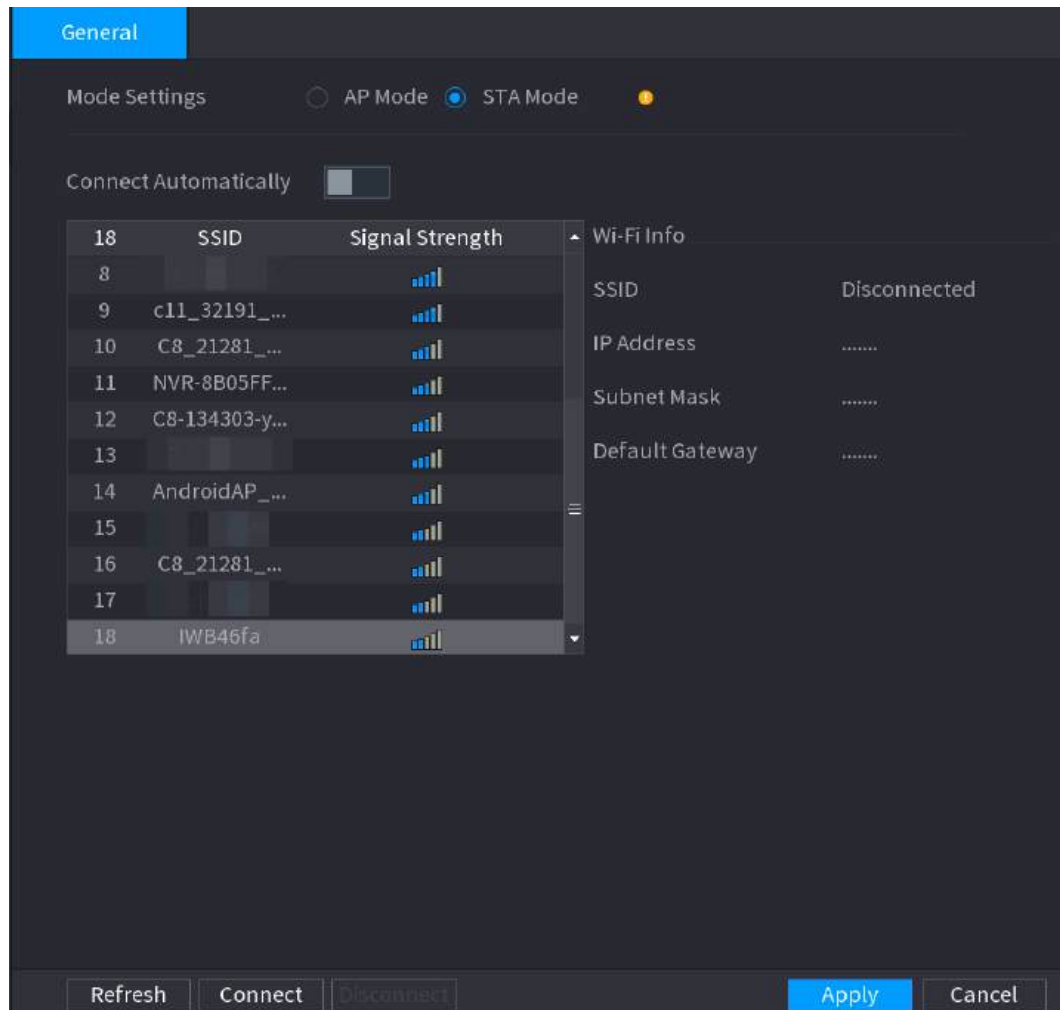 General
Mode Settings AP Mode STA Mode
Connect Automatically
18 SSID Signal Strength
Wi-Fi Info
8
SSID Disconnected
9 c11_32191_...
10 C8_21281_...
IP Address .......
11 NVR-8B05FF...
Subnet Mask .......
12 C8-134303-y...
13
Default Gateway .......
14 AndroidAP_...
15
16 C8_21281_...
17
18 IWB46fa
Refresh Connect Disconnect Apply Cancel